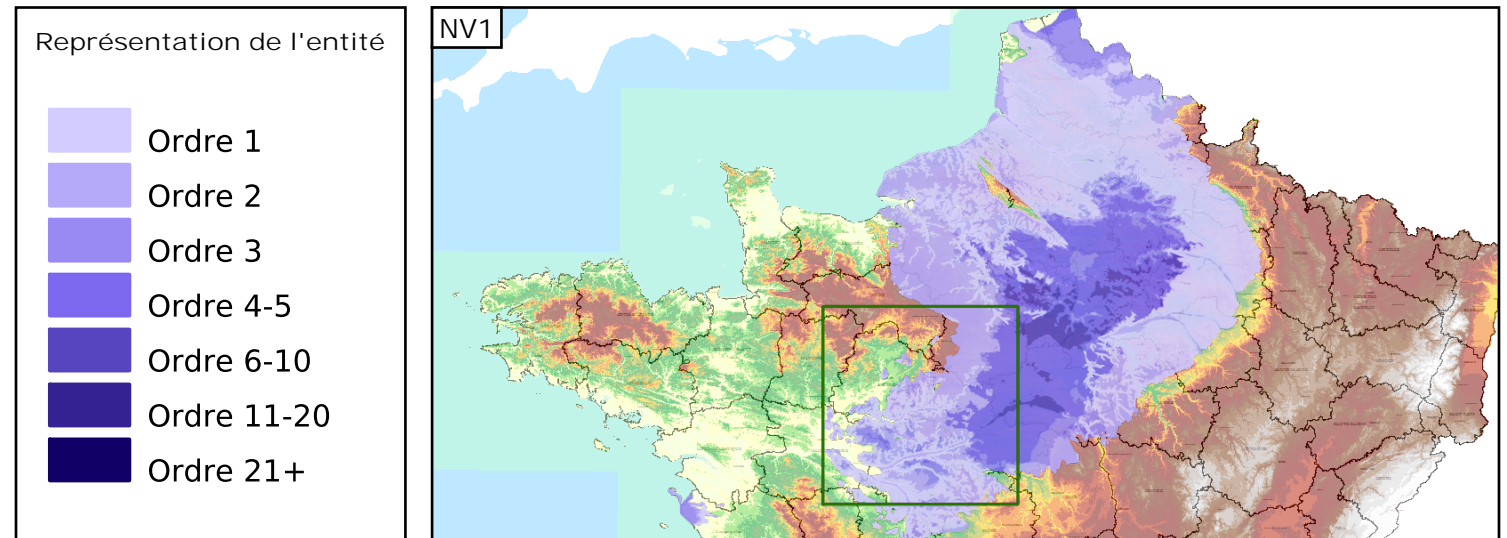 Représentation de l'entité
Ordre 1
Ordre 2
Ordre 3
Ordre 4-5
Ordre 6-10
Ordre 11-20
Ordre 21+
NV1